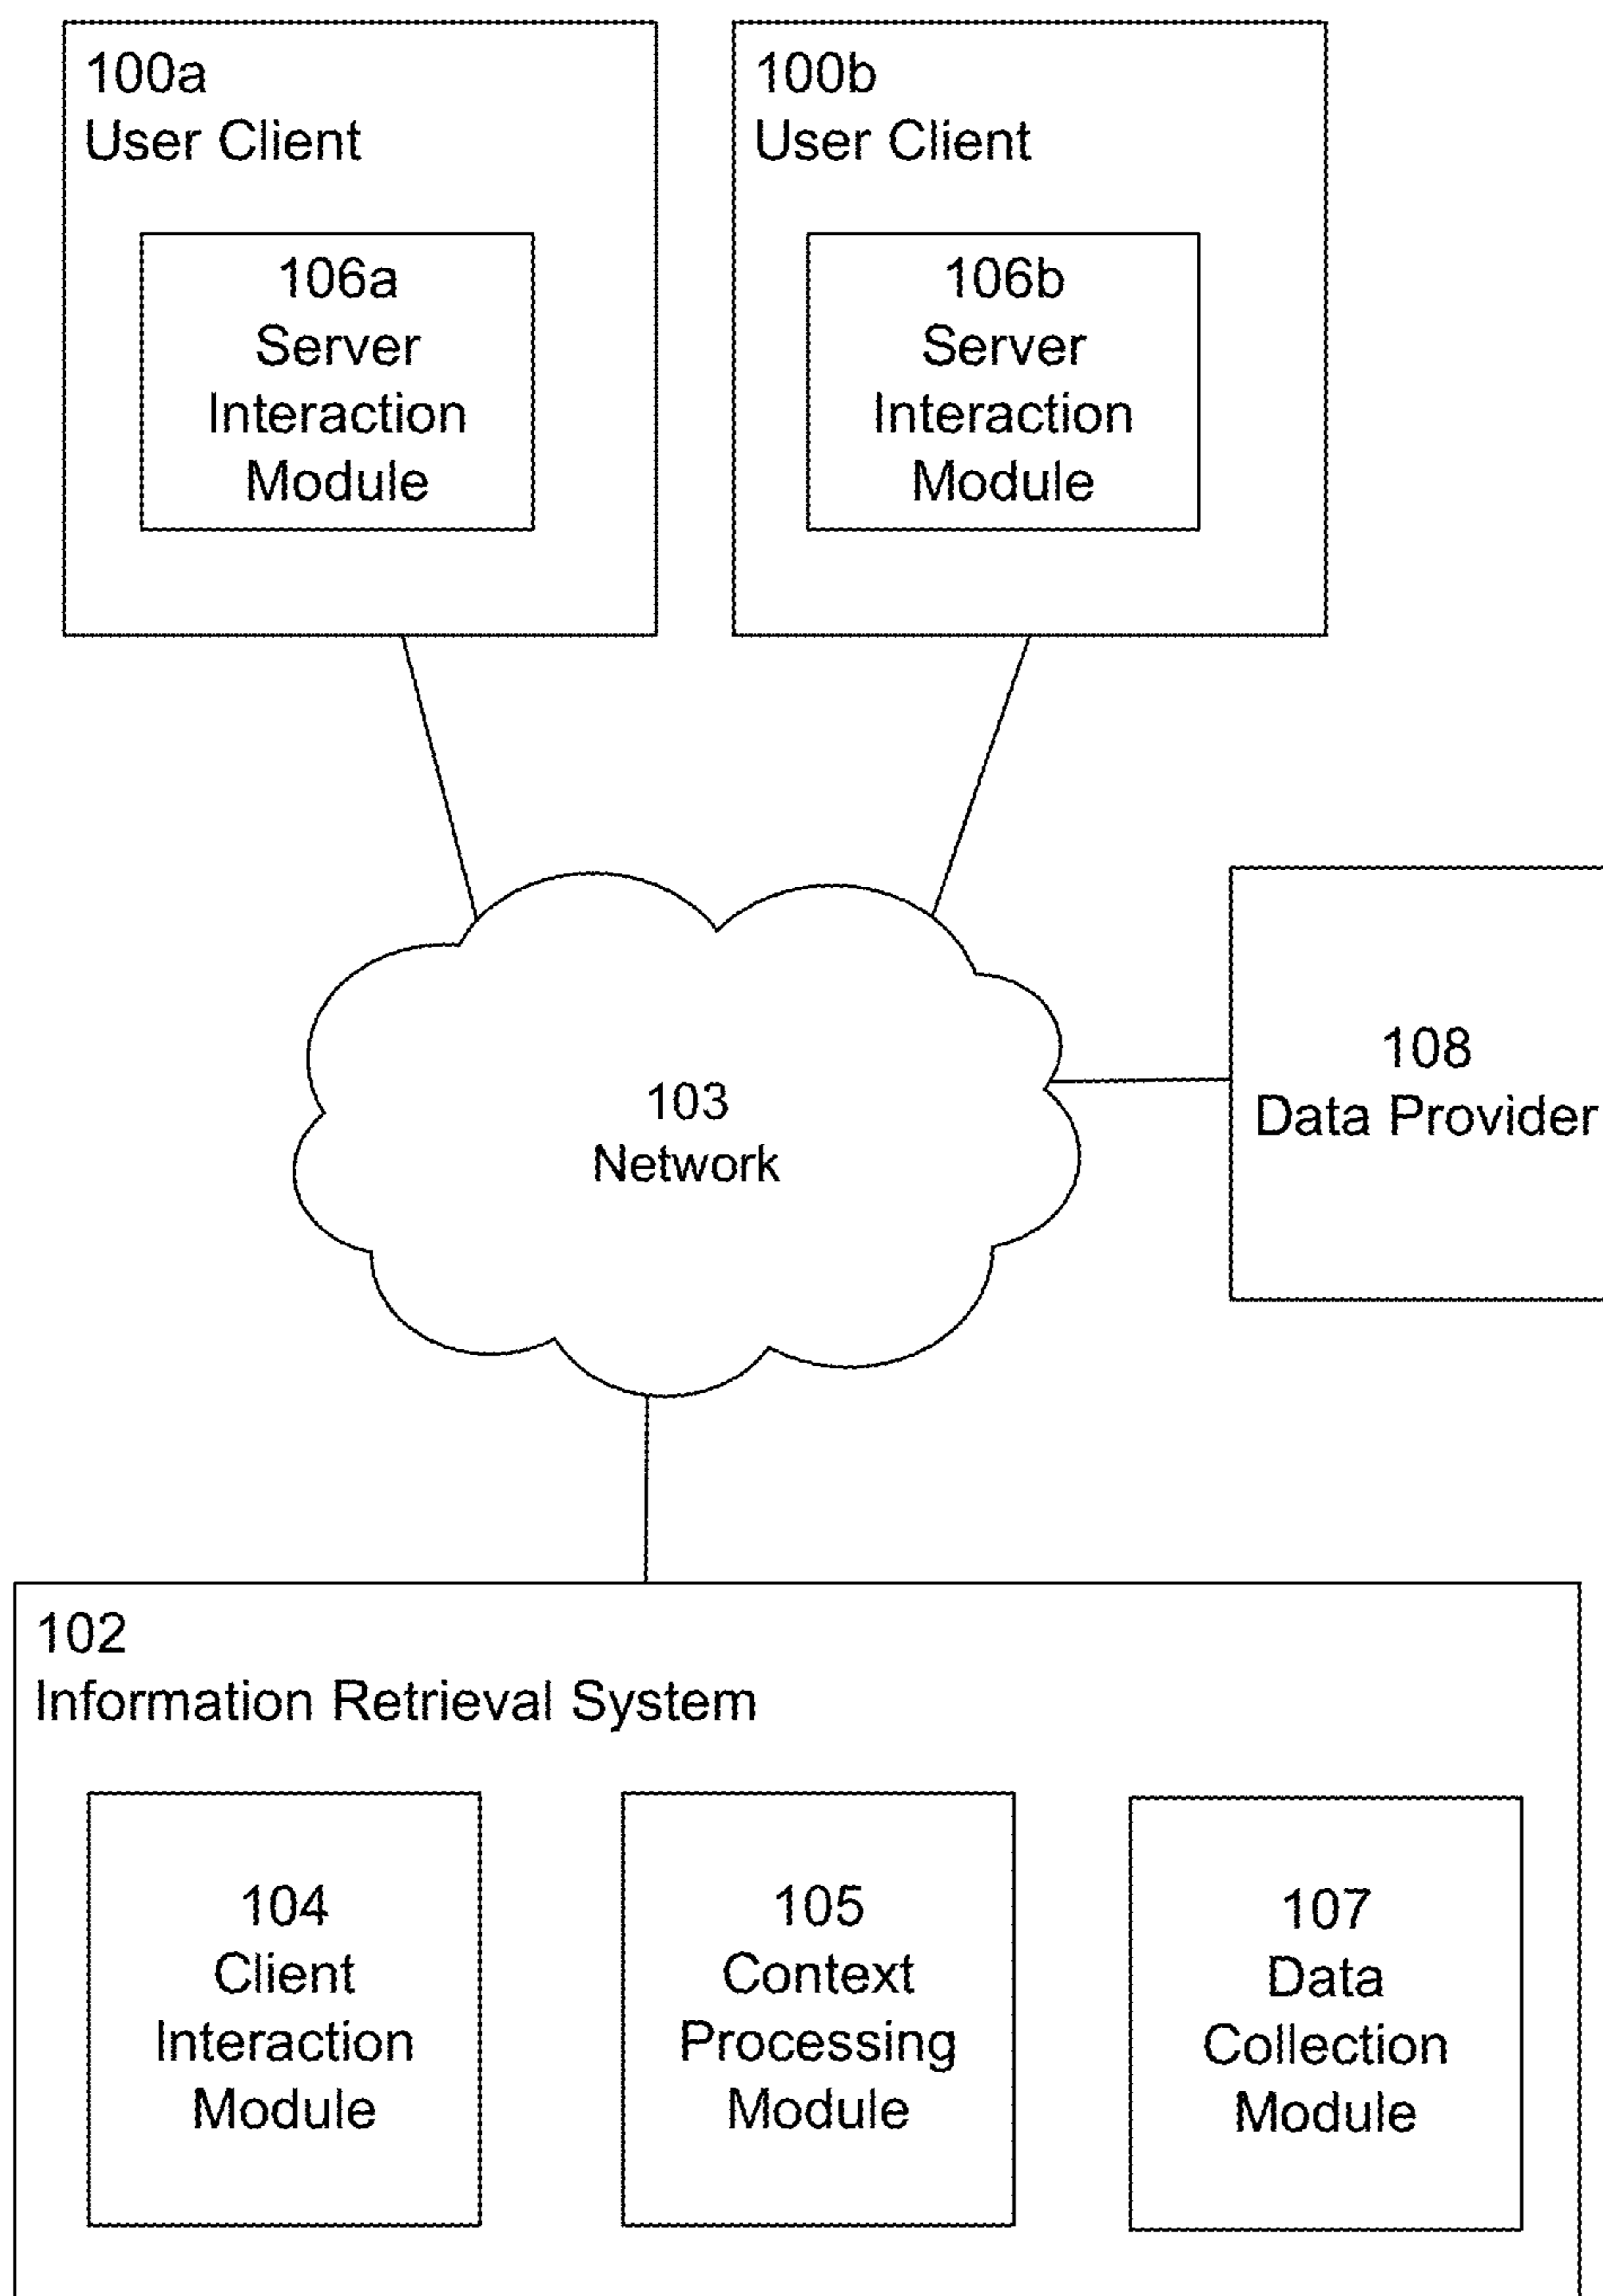 100a
User Client
106a
Server
Interaction
Module
100b
User Client
106b
Server
Interaction
Module
103
Network
108
Data Provider
102
Information Retrieval System
104
Client
Interaction
Module
105
Context
Processing
Module
107
Data
Collection
Module